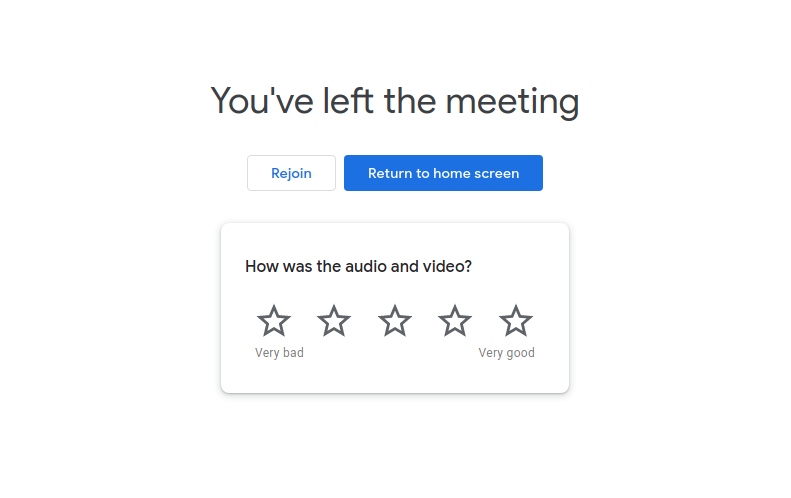 You've left the meeting
Rejoin
Return to home screen
How was the audio and video?
Very bad
Very good